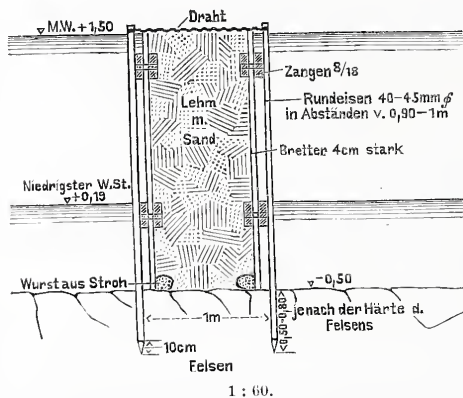 Draht
M.W. +1,50
Zangen 8/18
Lehm
m.
Sand
Rundeisen 40-45mm ⌀
in Abständen v. 0,90-1m
Bretter 4cm stark
Niedrigster W.St.
+0,19
Wurst aus Stroh
-0,50
1m
0,50-0,80
jenach der Härte d.
Felsens
10cm
Felsen
1 : 60.